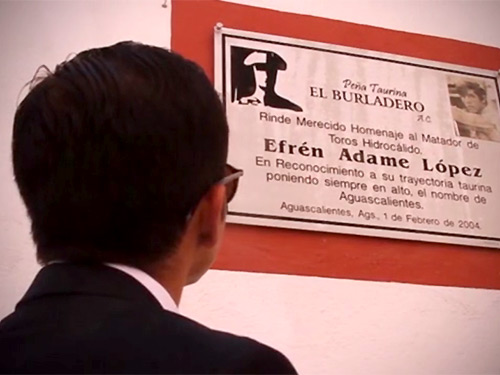 Peña Taurina
EL BURLADERO
A.C.
Rinde Merecido Homenaje al Matador de
Toros Hidrocálido.
Efrén Adame López
En Reconocimiento a su trayectoria taurina
poniendo siempre en alto, el nombre de
Aguascalientes.
Aguascalientes, Ags., 1 Febrero de 2004.